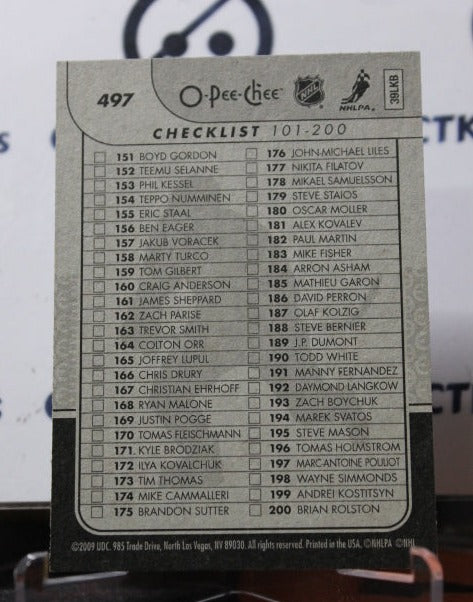 497
O-Pee-Chee™
NHL
NHLPA.
39LKB
CHECKLIST 101-200
151 BOYD GORDON
152 TEEMU SELANNE
153 PHIL KESSEL
154 TEPPO NUMMINEN
155 ERIC STAAL
156 BEN EAGER
157 JAKUB VORACEK
158 MARTY TURCO
159 TOM GILBERT
160 CRAIG ANDERSON
161 JAMES SHEPPARD
162 ZACH PARISE
163 TREVOR SMITH
164 COLTON ORR
165 JOFFREY LUPUL
166 CHRIS DRURY
167 CHRISTIAN EHRHOFF
168 RYAN MALONE
169 JUSTIN POGGE
170 TOMAS FLEISCHMANN
171. KYLE BRODZIAK
172 ILYA KOVALCHUK
173 TIM THOMAS
174 MIKE CAMMALLERI
175 BRANDON SUTTER
176 JOHN-MICHAEL LILES
177 NIKITA FILATOV
178 MIKAEL SAMUELSSON
179 STEVE STAIOS
180 OSCAR MOLLER
181 ALEX KOVALEV
182 PAUL MARTIN
183 MIKE FISHER
184 ARRON ASHAM
185 MATHIEU GARON
186 DAVID PERRON
187 OLAF KOLZIG
188 STEVE BERNIER
189 J.P. DUMONT
190 TODD WHITE
191 MANNY FERNANDEZ
192 DAYMOND LANGKOW
193 ZACH BOYCHUK
194 MAREK SVATOS
195 STEVE MASON
196 TOMAS HOLMSTROM
197 MARC-ANTOINE POULIOT
198 WAYNE SIMMONDS
199 ANDREI KOSTITSYN
200 BRIAN ROLSTON
©2009 UDC. 985 Trade Drive, North Las Vegas, NV 89030. All rights reserved. Printed in the USA. ©NHLPA ©NHL